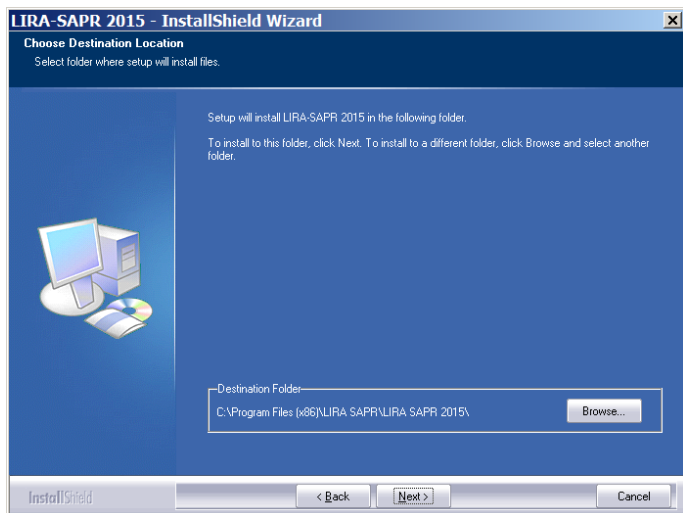 LIRA-SAPR 2015 - InstallShield Wizard
Choose Destination Location
Select folder where setup will install files.
Setup will install LIRA-SAPR 2015 in the following folder.
To install to this folder, click Next. To install to a different folder, click Browse and select another
folder.
Destination Folder
C:\Program Files (x86)\LIRA SAPR\LIRA SAPR 2015\
Browse...
InstallShield
< Back
Next >
Cancel